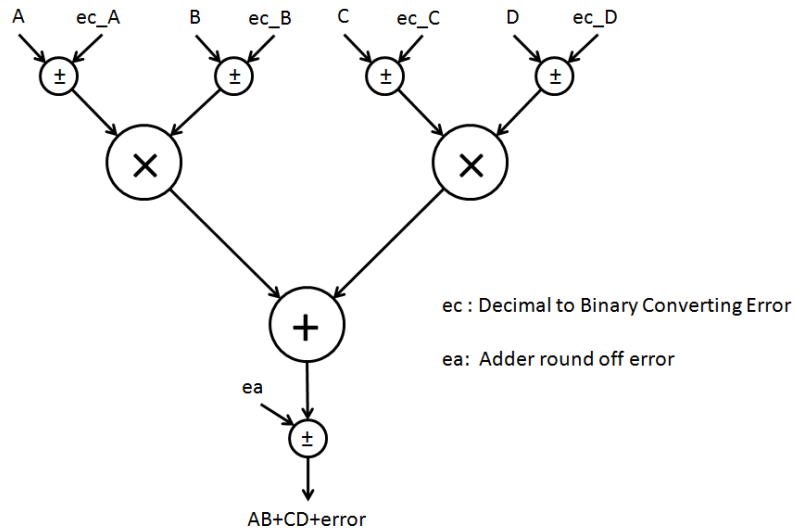 A ec_A B ec_B C ec_C D ec_D
± ± ± ±
× ×
+
ec : Decimal to Binary Converting Error
ea: Adder round off error
ea
±
AB+CD+error